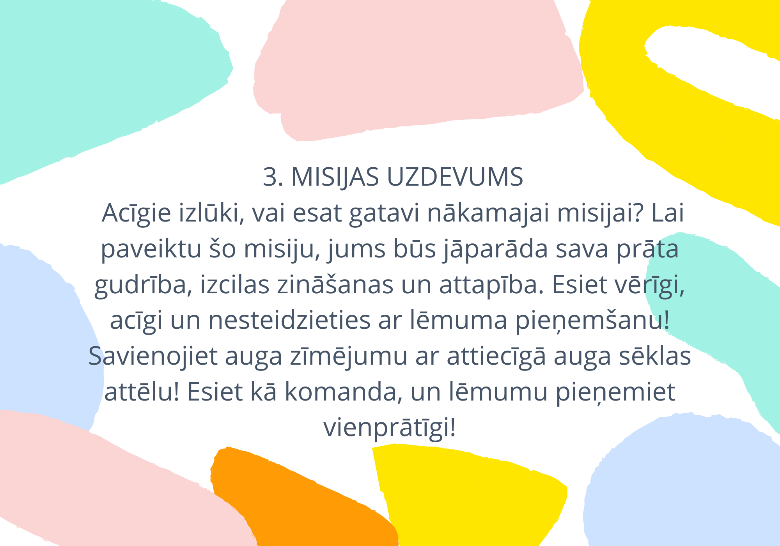 3. MISIJAS UZDEVUMS
Acīgie izlūki, vai esat gatavi nākamajai misijai? Lai
paveiktu šo misiju, jums būs jāparāda sava prāta
gudrība, izcilas zināšanas un attapība. Esiet vērīgi,
acīgi un nesteidzieties ar lēmuma pieņemšanu!
Savienojiet auga zīmējumu ar attiecīgā auga sēklas
attēlu! Esiet kā komanda, un lēmumu pieņemiet
vienprātīgi!